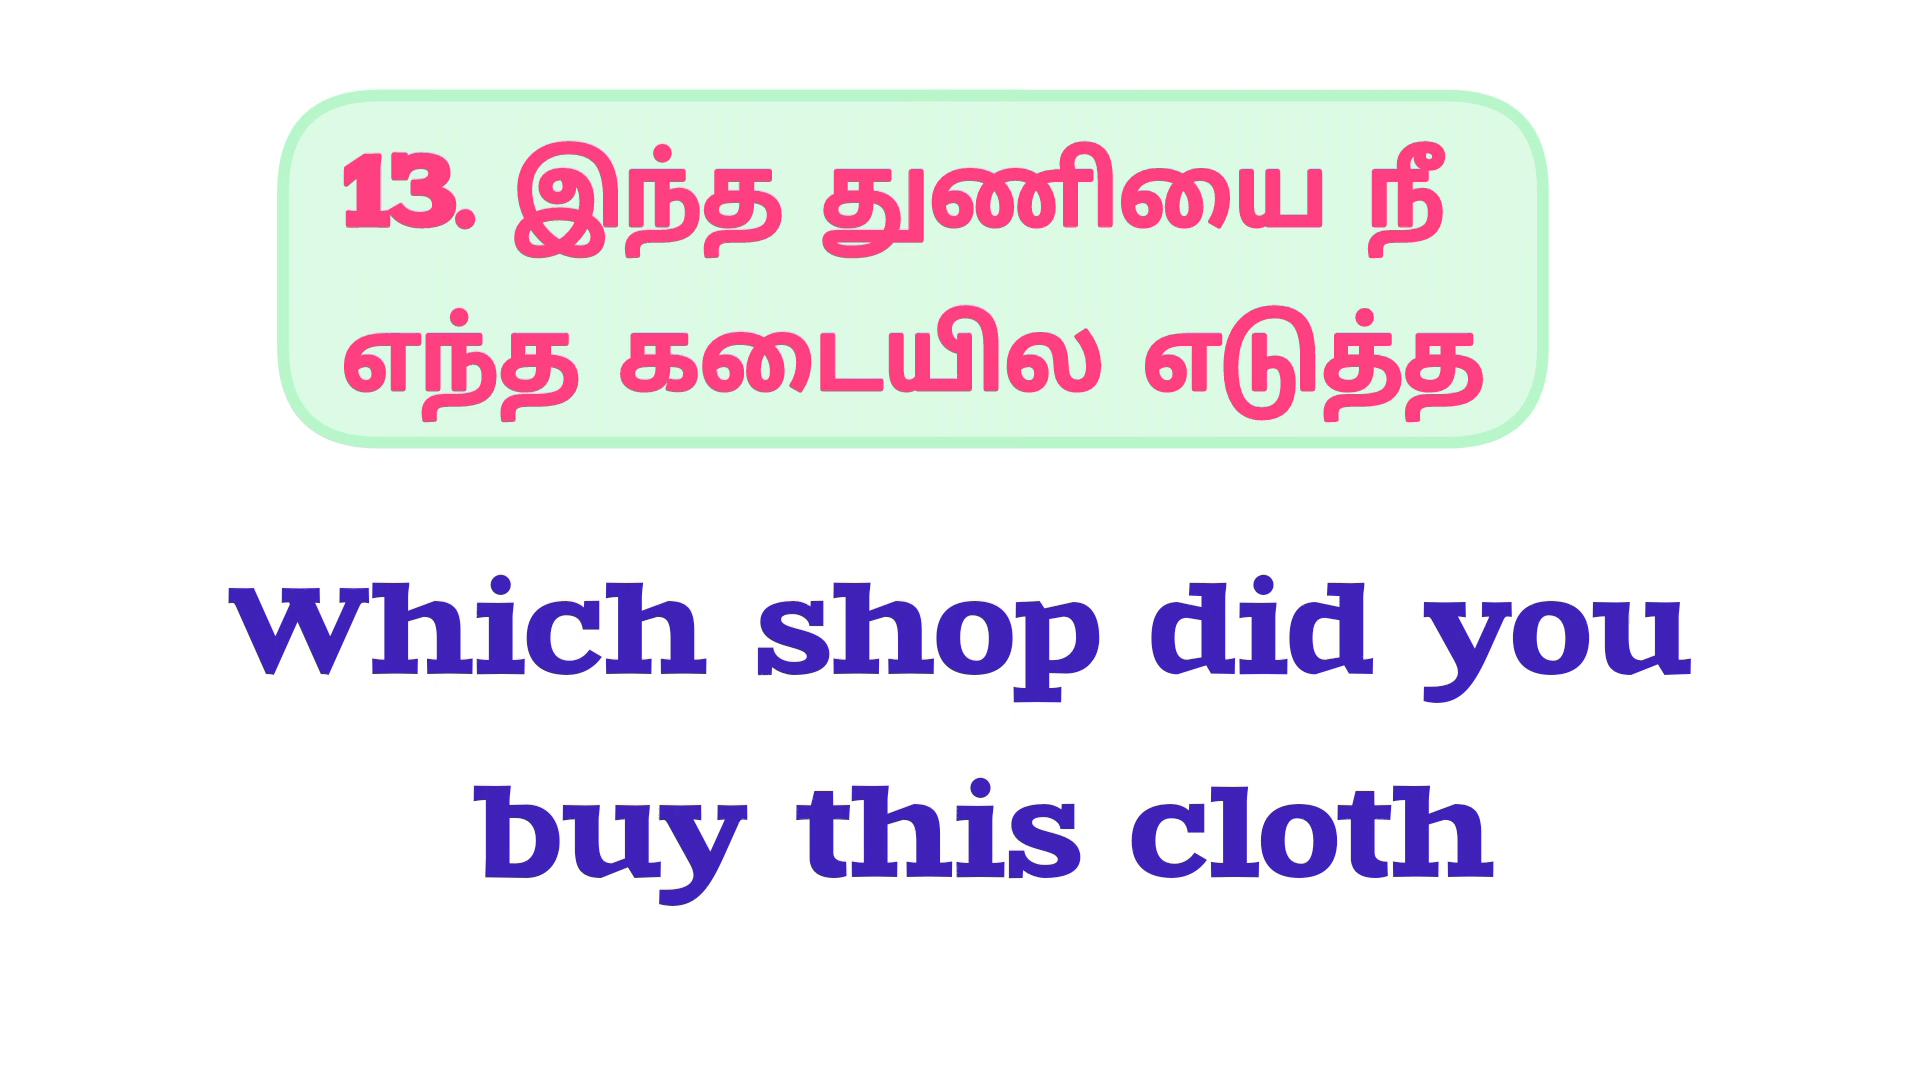 13. இந்த துணியை நீ
எந்த கடையில எடுத்த
Which shop did you
buy this cloth